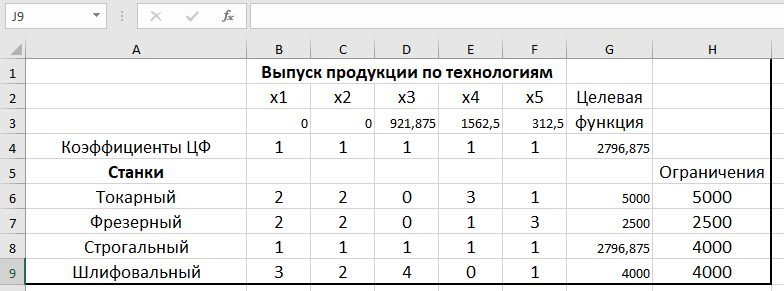 J9 fx
A B C D E F G H
1 Выпуск продукции по технологиям
2 x1 x2 x3 x4 x5 Целевая
3 0 0 921,875 1562,5 312,5 функция
4 Коэффициенты ЦФ 1 1 1 1 1 2796,875
5 Станки Ограничения
6 Токарный 2 2 0 3 1 5000 5000
7 Фрезерный 2 2 0 1 3 2500 2500
8 Строгальный 1 1 1 1 1 2796,875 4000
9 Шлифовальный 3 2 4 0 1 4000 4000